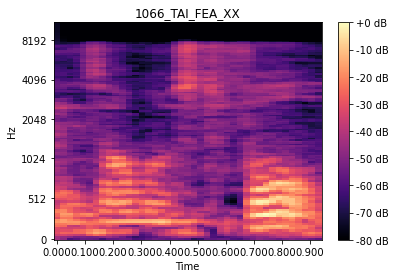 1066_TAI_FEA_XX
+0 dB
8192
-10 dB
4096
-20 dB
-30 dB
2048
Hz
-40 dB
1024
-50 dB
-60 dB
512
-70 dB
0
-80 dB
0.0000.1000.2000.3000.4000.5000.6000.7000.8000.900
Time